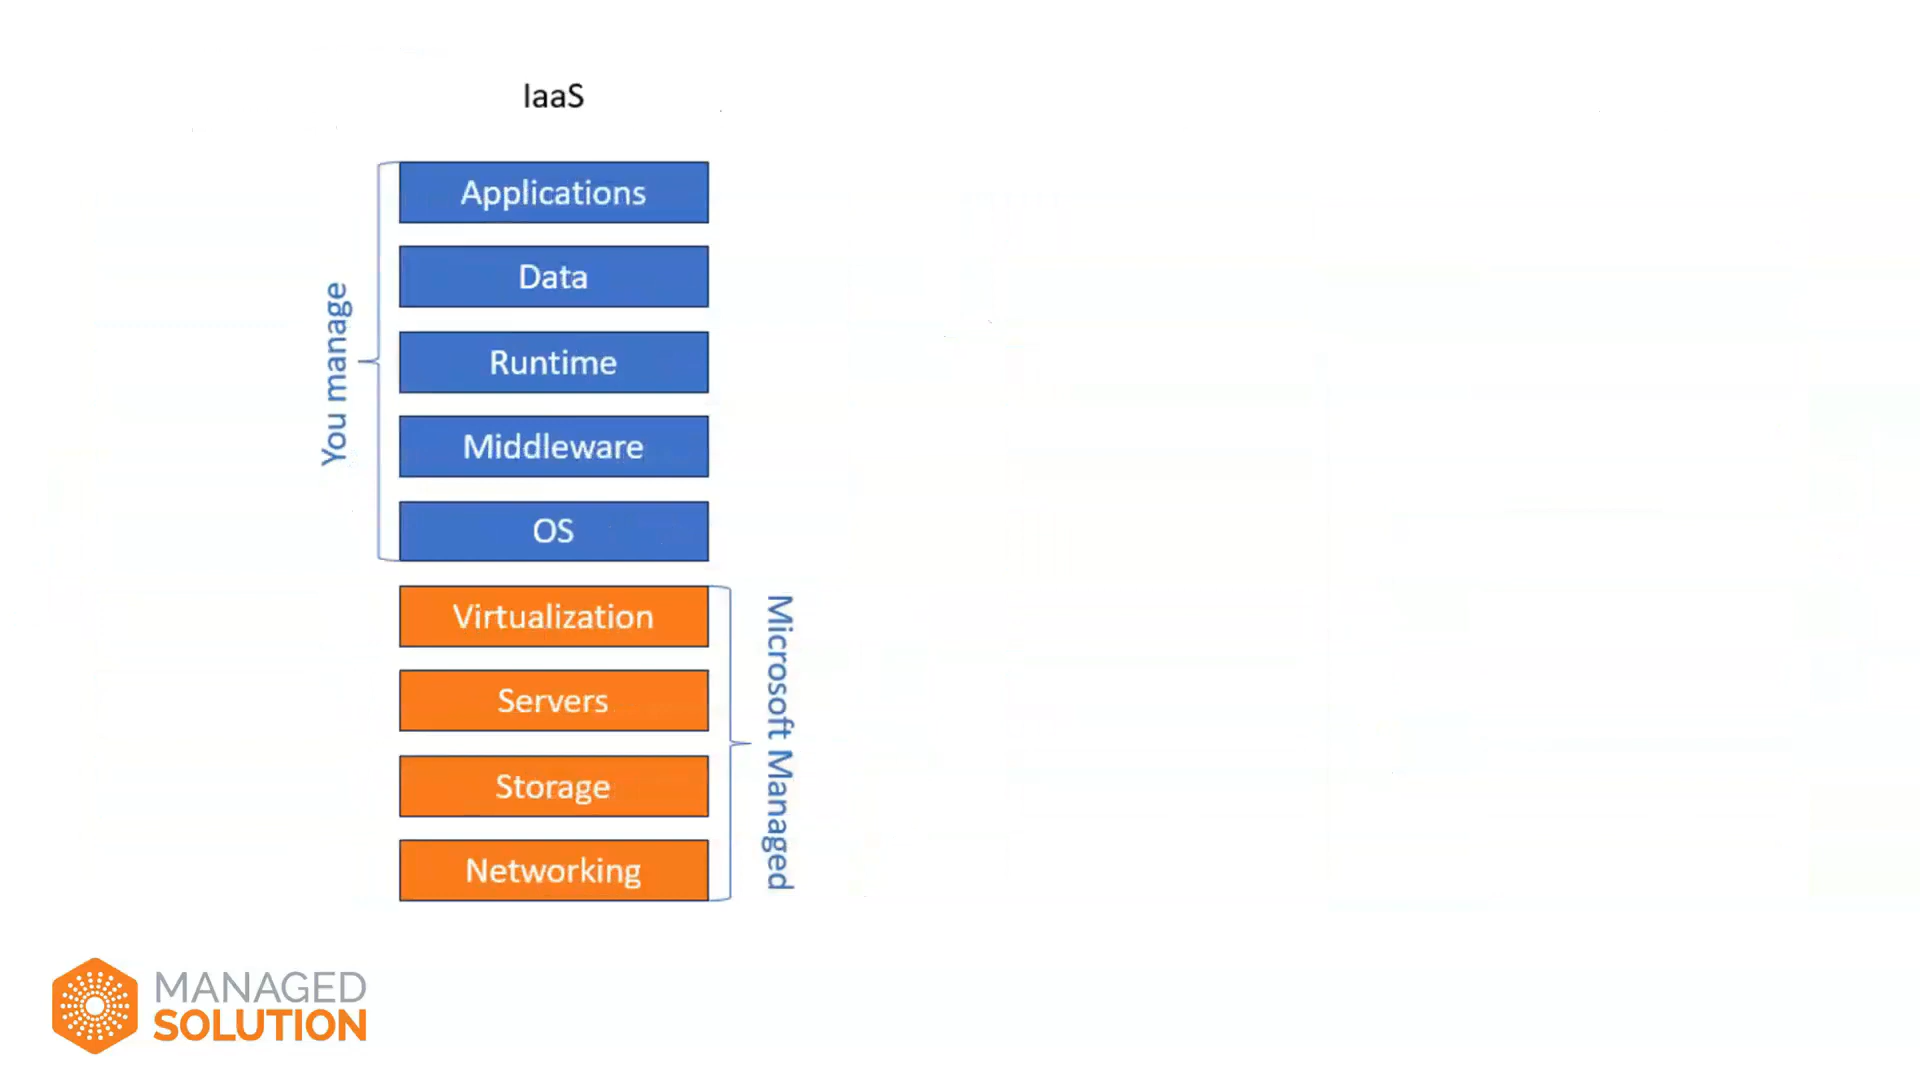 IaaS
You manage
Applications
Data
Runtime
Middleware
OS
Virtualization
Servers
Storage
Networking
Microsoft Managed
MANAGED
SOLUTION